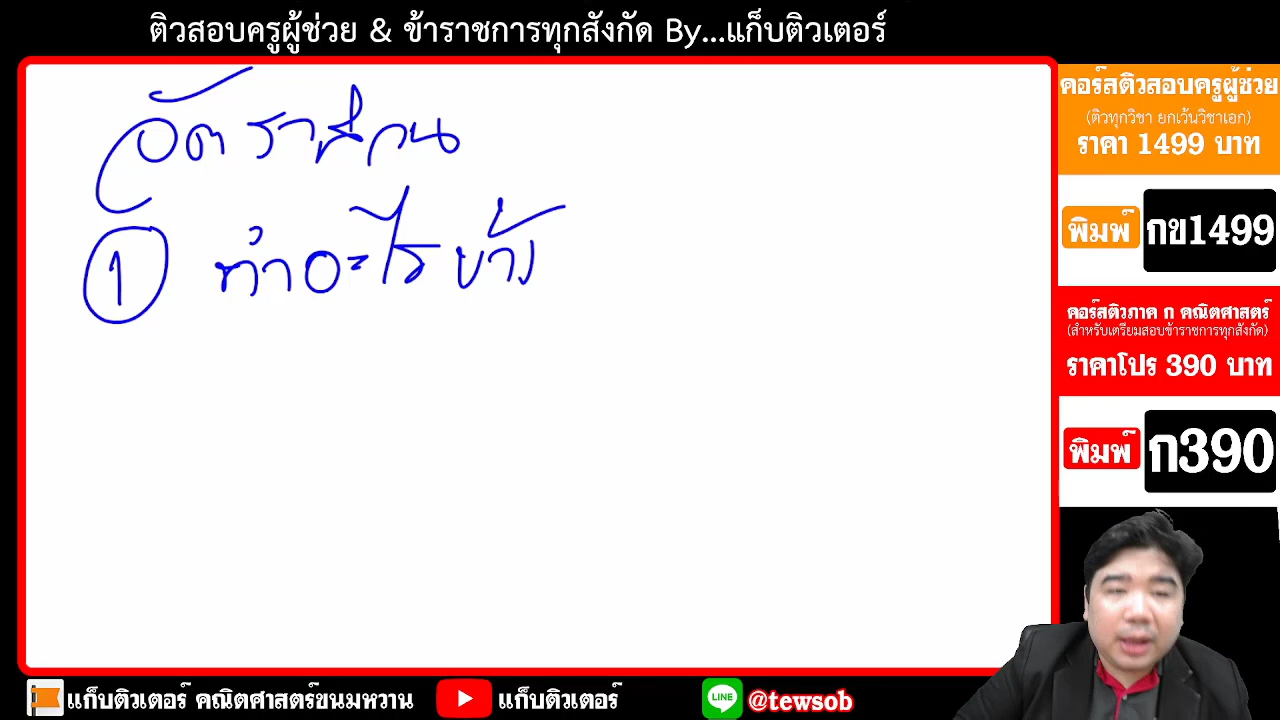 ติวสอบครูผู้ช่วย & ข้าราชการทุกสังกัด By...แก็บติวเตอร์
อัตราส่วน
1 ทำอะไรบ้าง
คอร์สติวสอบครูผู้ช่วย
(ติวทุกวิชา ยกเว้นวิชาเอก)
ราคา 1499 บาท
พิมพ์ กข1499
คอร์สติวภาค ก คณิตศาสตร์
(สำหรับเตรียมสอบข้าราชการทุกสังกัด)
ราคาโปร 390 บาท
พิมพ์ ก390
แก็บติวเตอร์ คณิตศาสตร์ขนมหวาน
แก็บติวเตอร์
LINE @tewsob